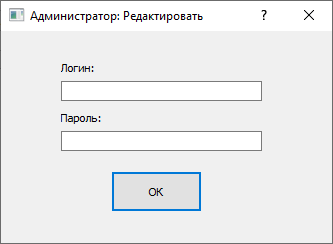 Администратор: Редактировать
?
Логин:
Пароль:
OK